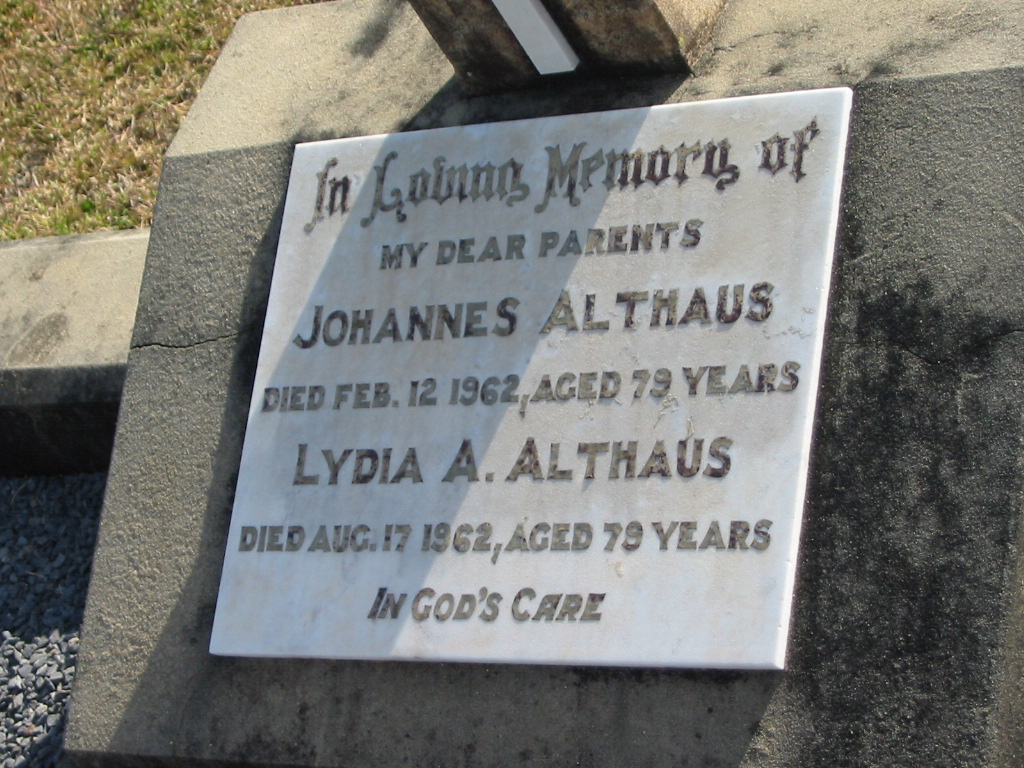 In Loving Memory of
MY DEAR PARENTS
JOHANNES ALTHAUS
DIED FEB. 12 1962, AGED 79 YEARS
LYDIA A. ALTHAUS
DIED AUG. 17 1962, AGED 79 YEARS
IN GOD'S CARE